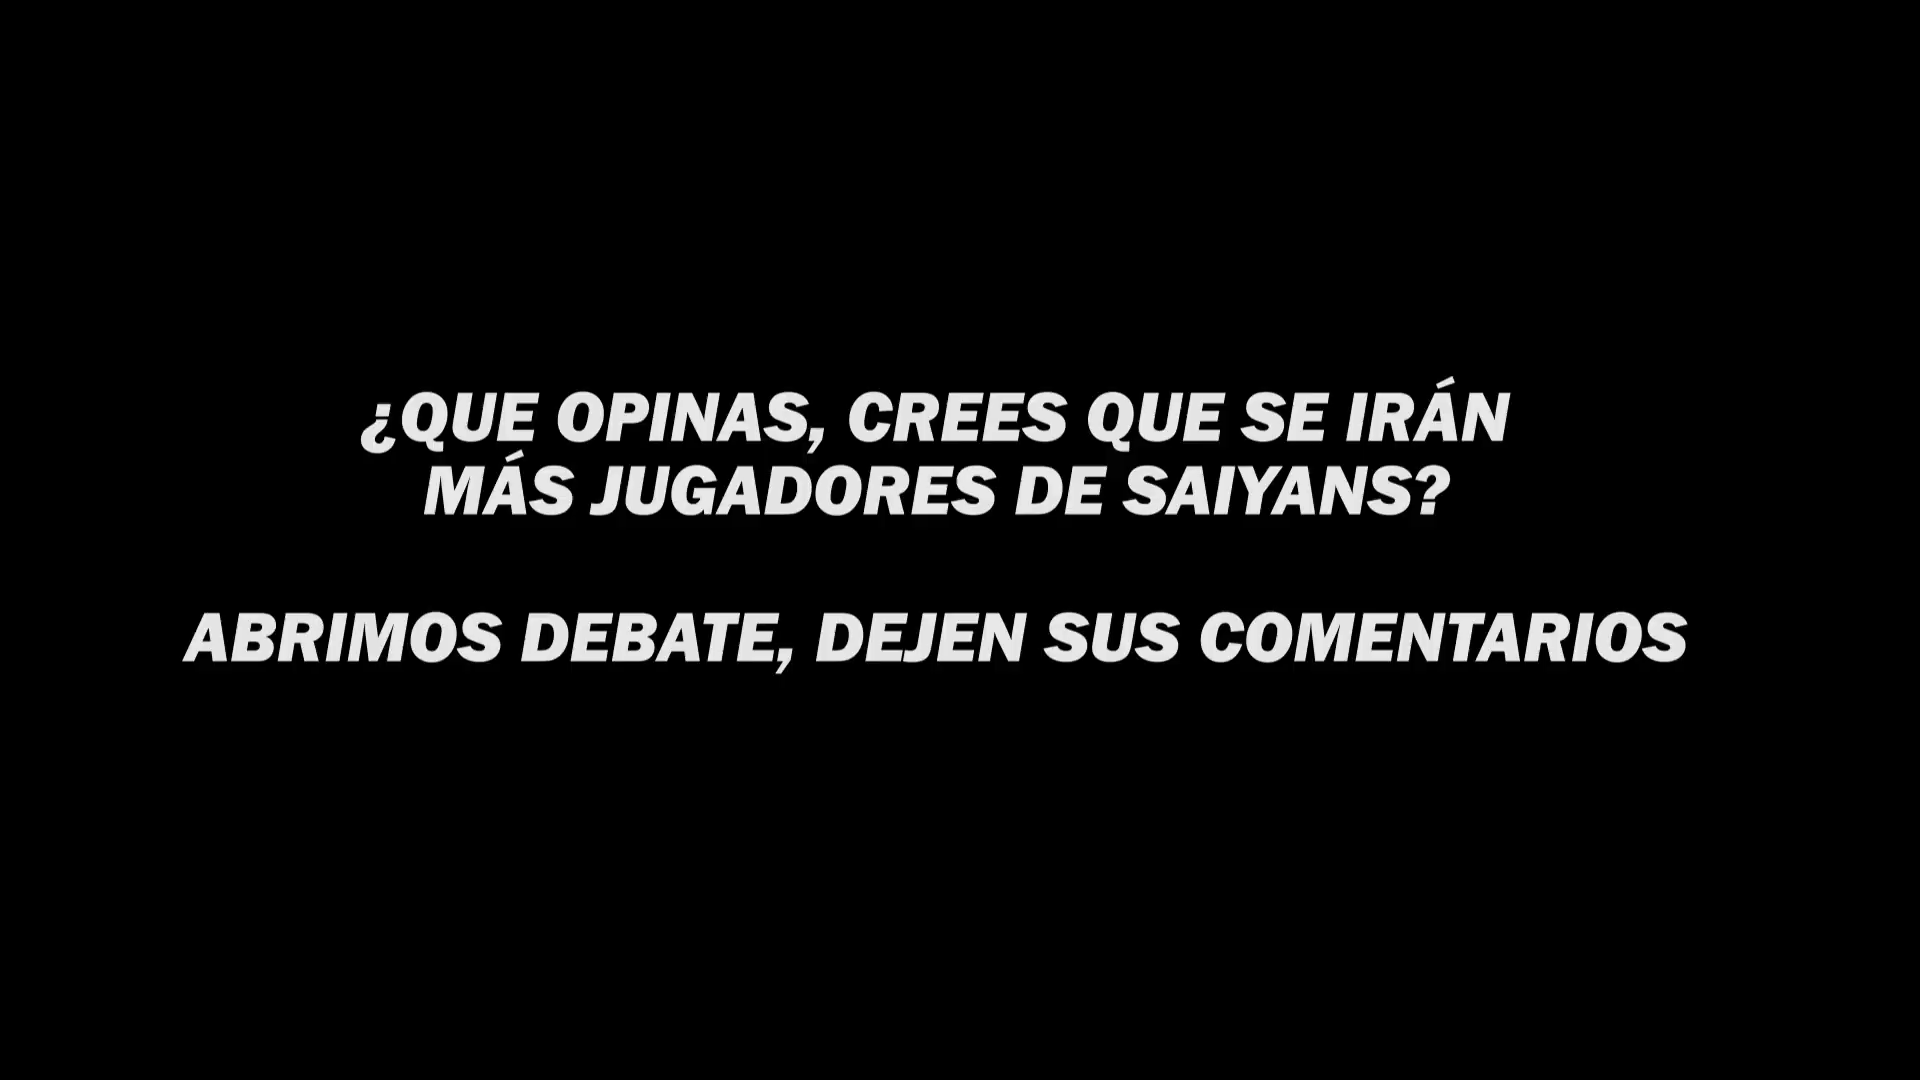 ¿QUE OPINAS, CREES QUE SE IRÁN
MÁS JUGADORES DE SAIYANS?
ABRIMOS DEBATE, DEJEN SUS COMENTARIOS